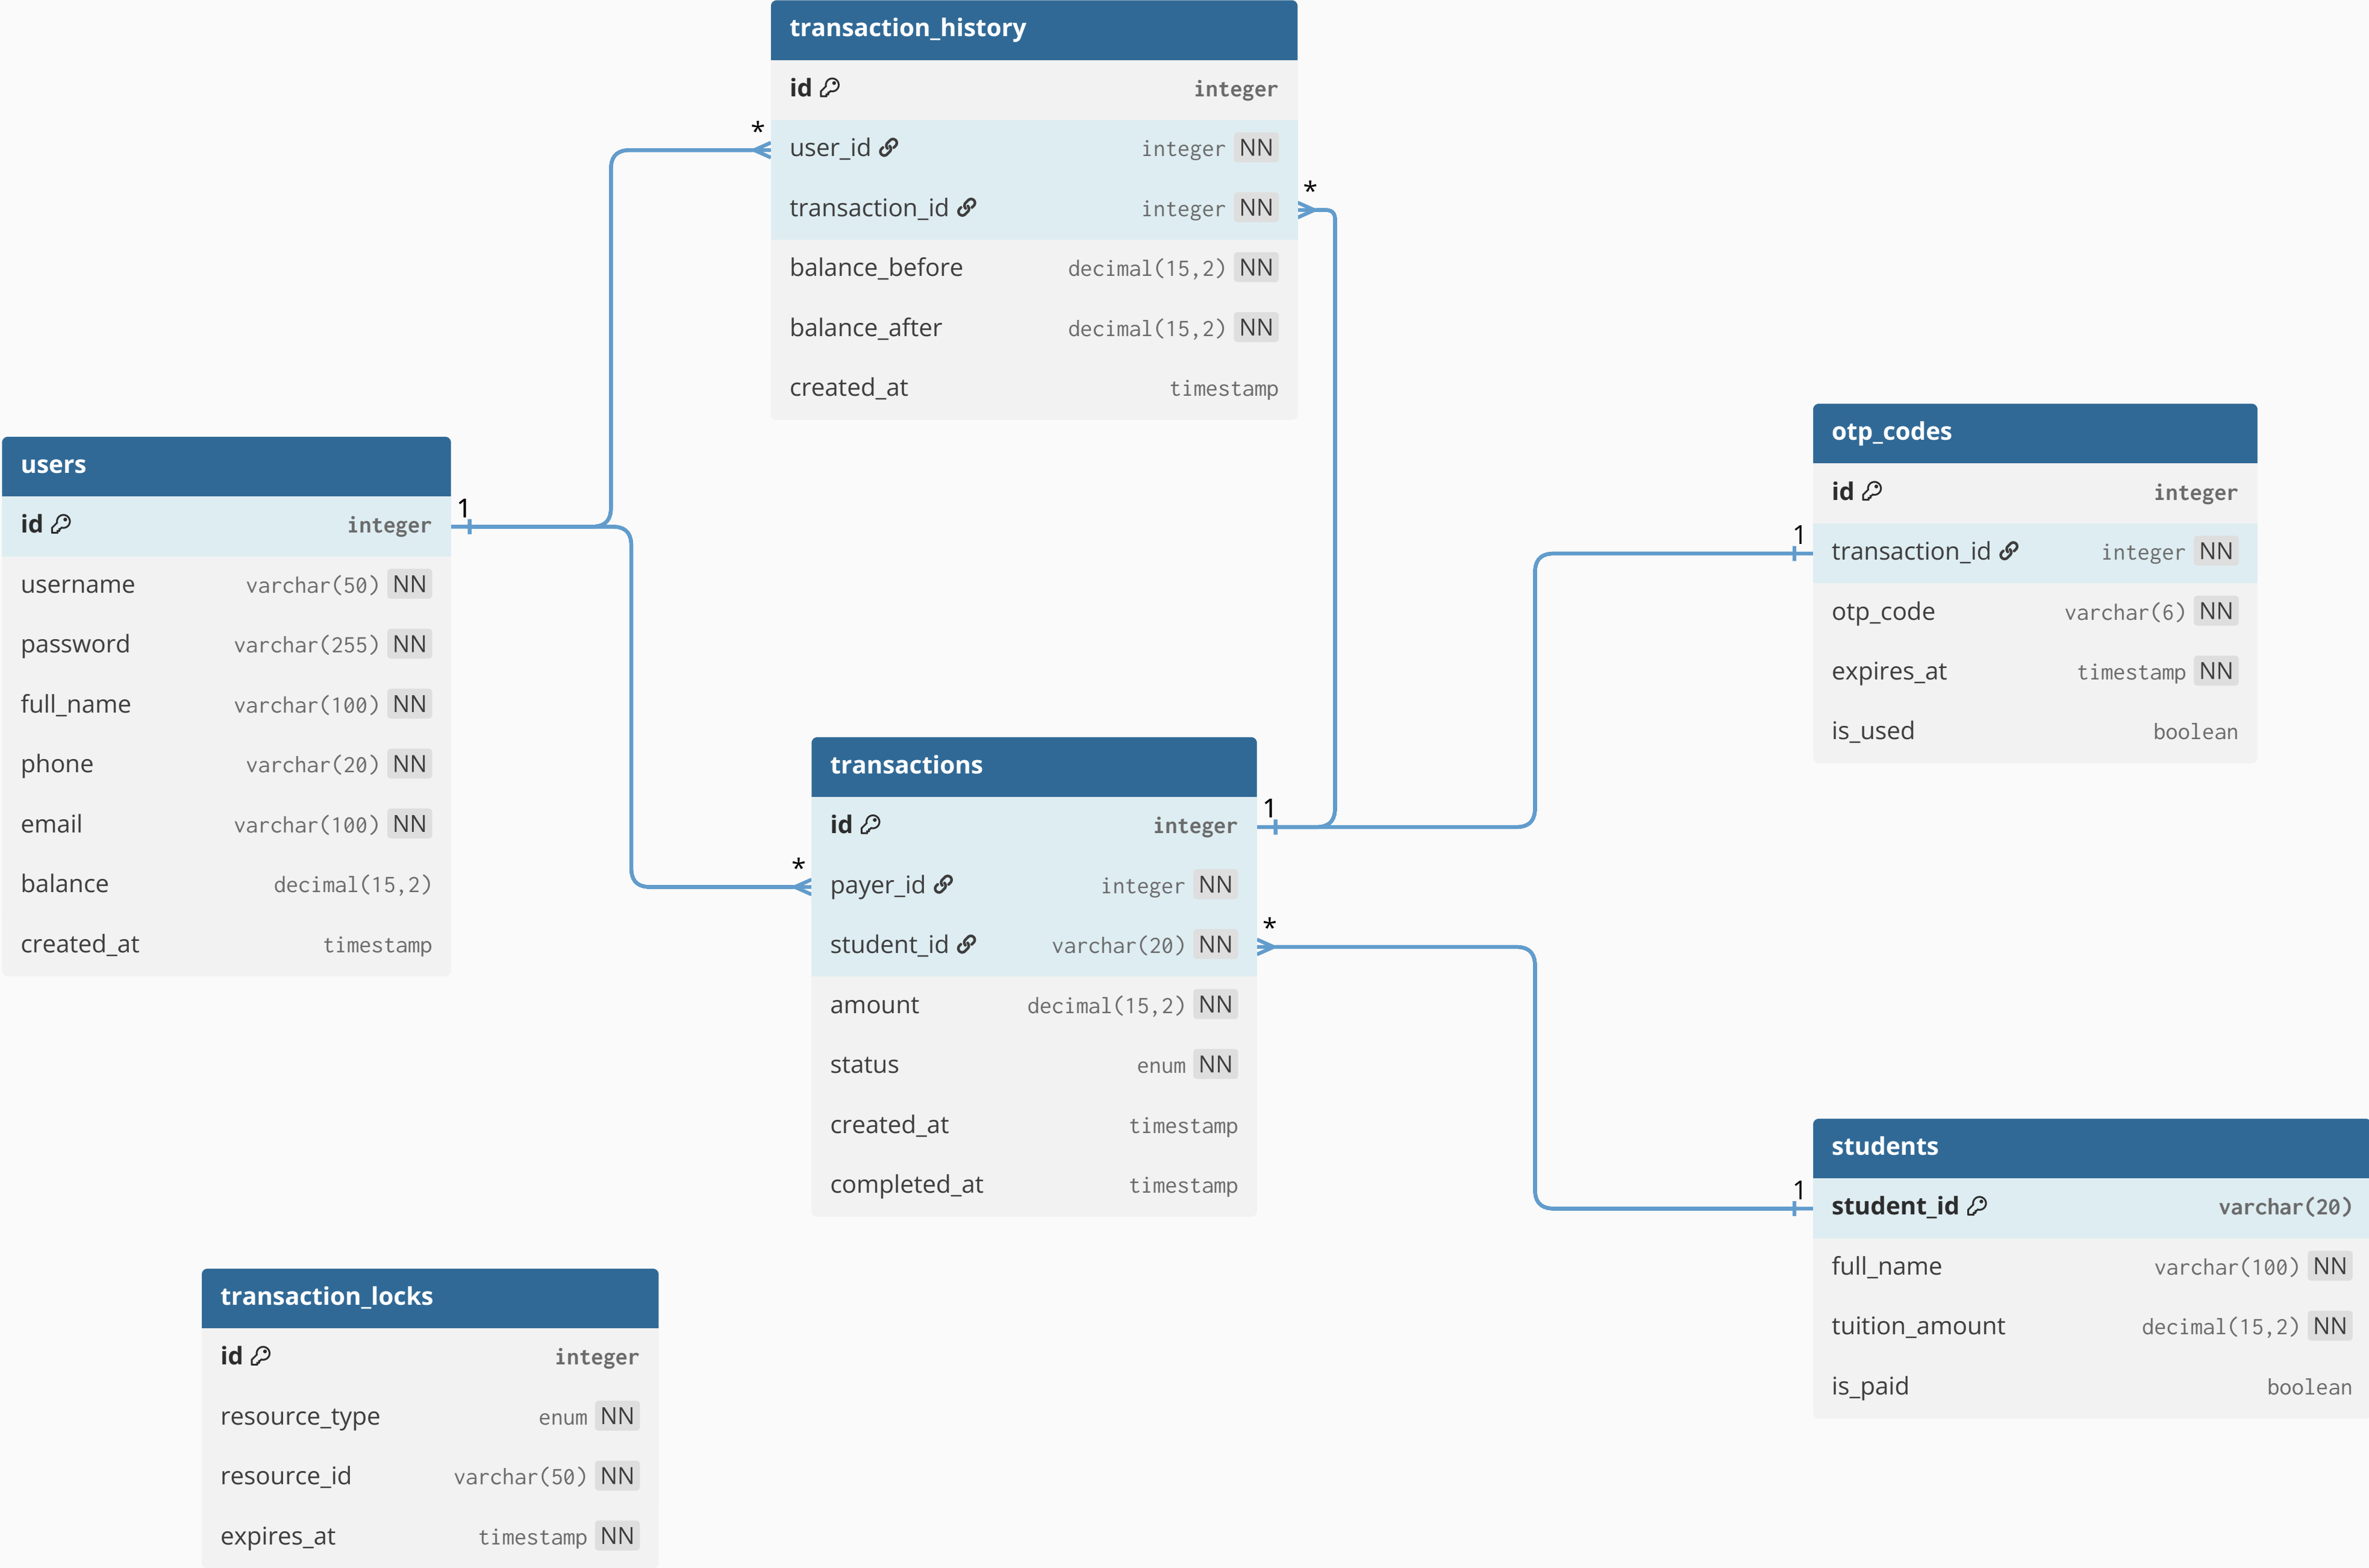 transaction_history
id integer
user_id integer NN
transaction_id integer NN
balance_before decimal(15,2) NN
balance_after decimal(15,2) NN
created_at timestamp
*
*
users
id integer
username varchar(50) NN
password varchar(255) NN
full_name varchar(100) NN
phone varchar(20) NN
email varchar(100) NN
balance decimal(15,2)
created_at timestamp
1
otp_codes
id integer
transaction_id integer NN
otp_code varchar(6) NN
expires_at timestamp NN
is_used boolean
1
transactions
id integer
payer_id integer NN
student_id varchar(20) NN
amount decimal(15,2) NN
status enum NN
created_at timestamp
completed_at timestamp
1
*
*
students
student_id varchar(20)
full_name varchar(100) NN
tuition_amount decimal(15,2) NN
is_paid boolean
1
transaction_locks
id integer
resource_type enum NN
resource_id varchar(50) NN
expires_at timestamp NN